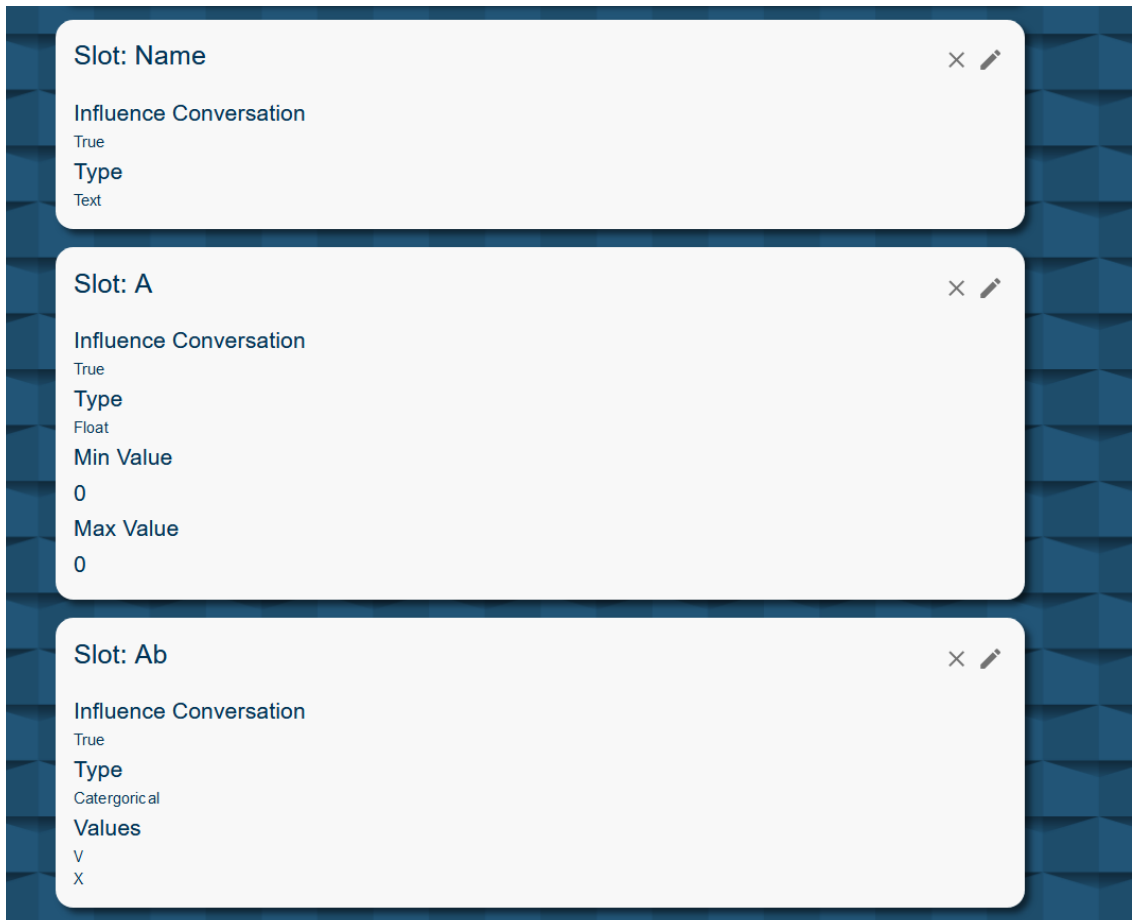 Slot: Name
Influence Conversation
True
Type
Text
Slot: A
Influence Conversation
True
Type
Float
Min Value
0
Max Value
0
Slot: Ab
Influence Conversation
True
Type
Catergorical
Values
V
X